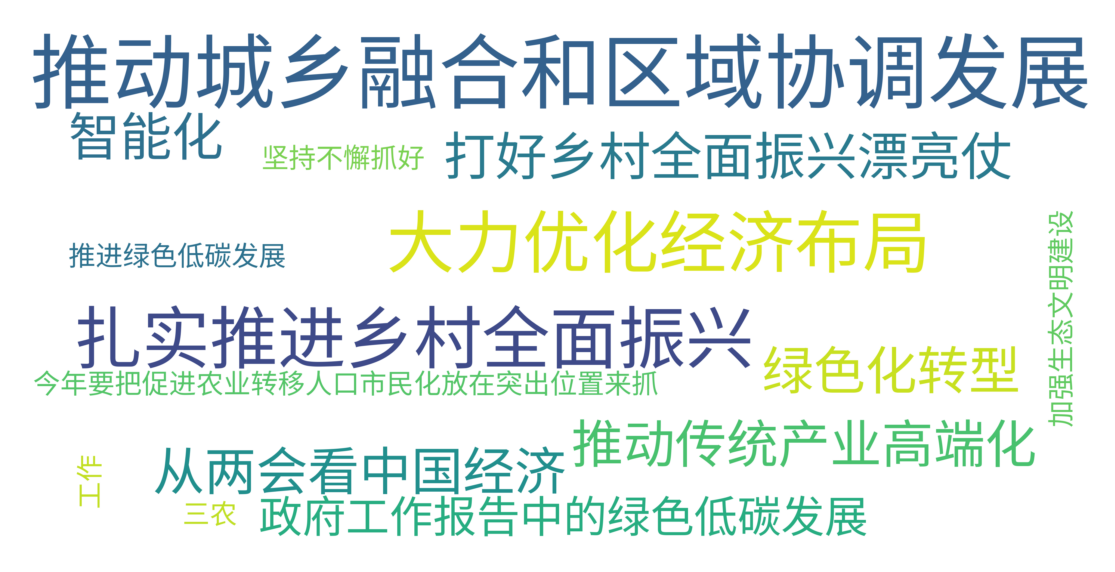 推动城乡融合和区域协调发展
智能化
坚持不懈抓好
打好乡村全面振兴漂亮仗
大力优化经济布局
推进绿色低碳发展
加强生态文明建设
扎实推进乡村全面振兴
绿色化转型
今年要把促进农业转移人口市民化放在突出位置来抓
推动传统产业高端化
从两会看中国经济
工作
三农
政府工作报告中的绿色低碳发展